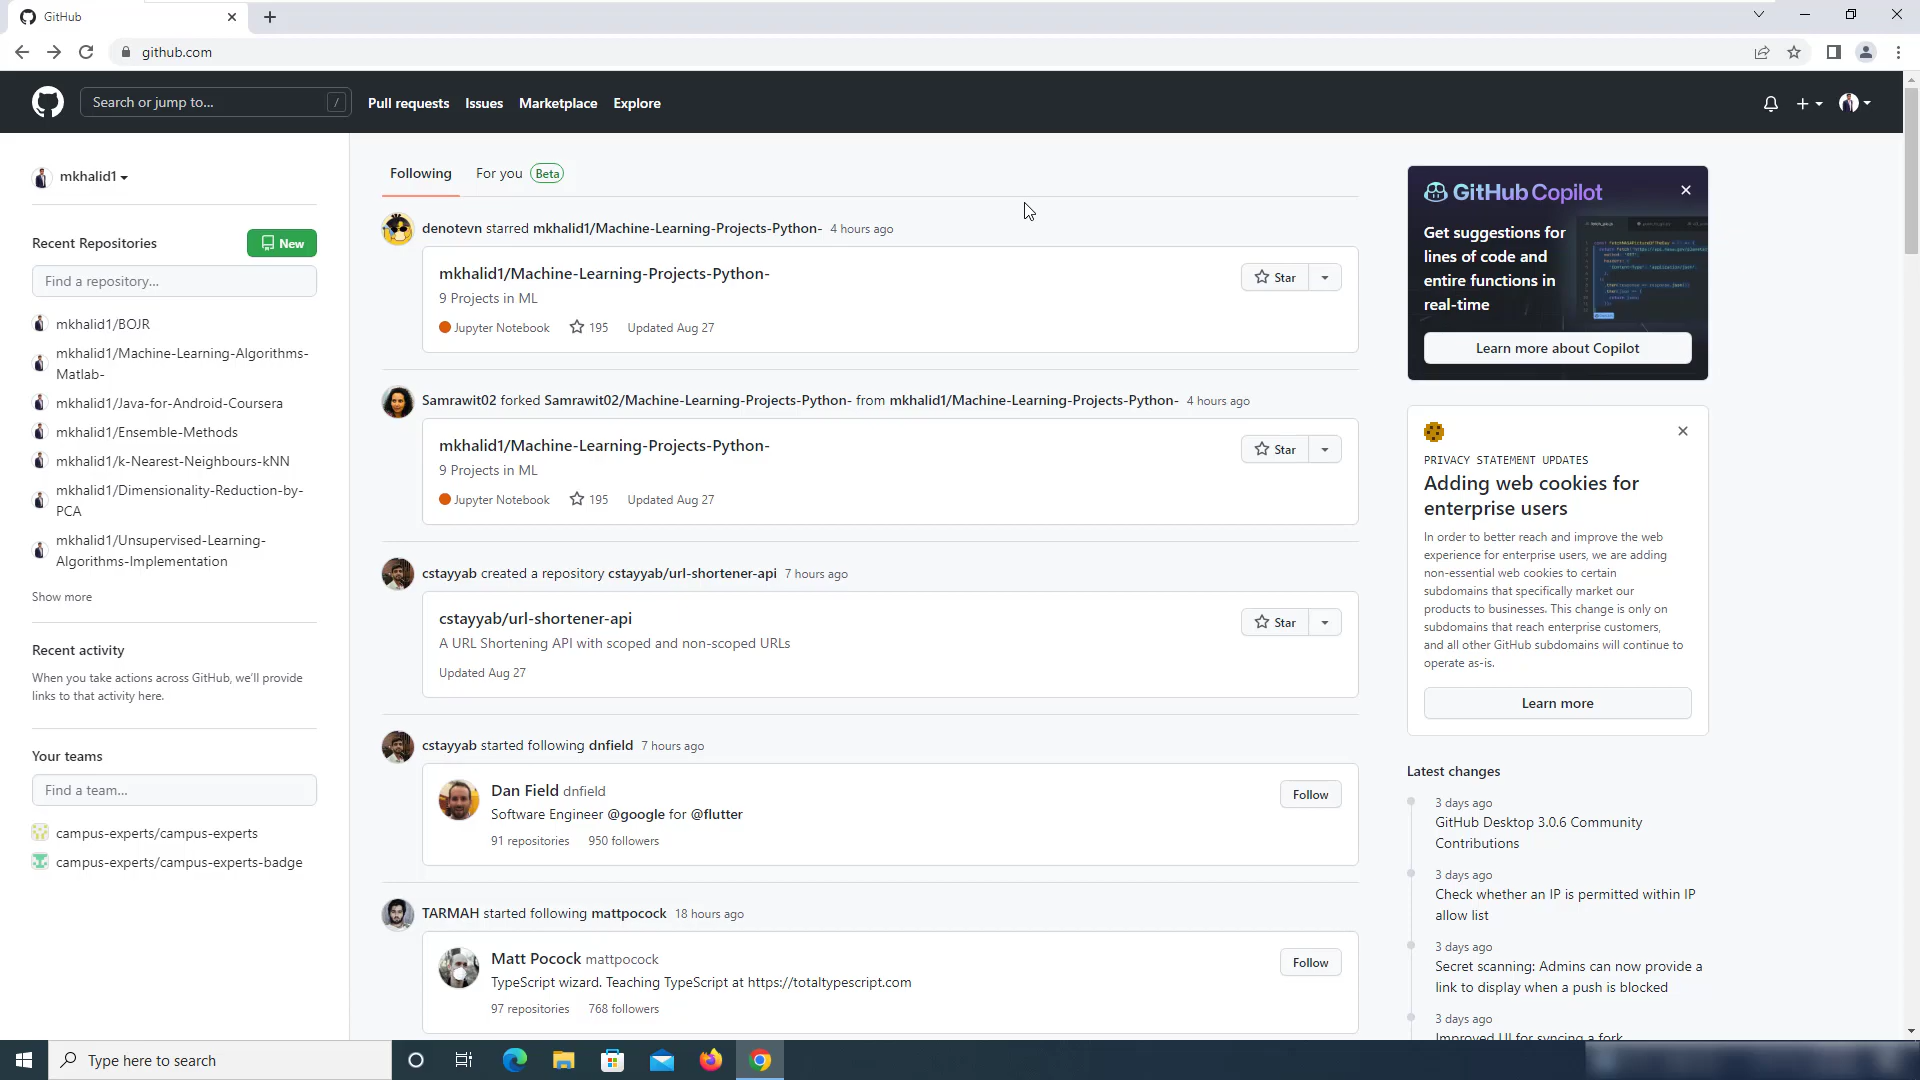 GitHub
github.com
Search or jump to...
/
Pull requests
Issues
Marketplace
Explore
mkhalid1
Recent Repositories
New
Find a repository...
mkhalid1/BOJR
mkhalid1/Machine-Learning-Algorithms-
Matlab-
mkhalid1/Java-for-Android-Coursera
mkhalid1/Ensemble-Methods
mkhalid1/k-Nearest-Neighbours-kNN
mkhalid1/Dimensionality-Reduction-by-
PCA
mkhalid1/Unsupervised-Learning-
Algorithms-Implementation
Show more
Recent activity
When you take actions across GitHub, we'll provide
links to that activity here.
Your teams
Find a team...
campus-experts/campus-experts
campus-experts/campus-experts-badge
Following
For you Beta
denotevn starred mkhalid1/Machine-Learning-Projects-Python- 4 hours ago
mkhalid1/Machine-Learning-Projects-Python-
Star
9 Projects in ML
Jupyter Notebook 195 Updated Aug 27
Samrawit02 forked Samrawit02/Machine-Learning-Projects-Python- from mkhalid1/Machine-Learning-Projects-Python- 4 hours ago
mkhalid1/Machine-Learning-Projects-Python-
Star
9 Projects in ML
Jupyter Notebook 195 Updated Aug 27
cstayyab created a repository cstayyab/url-shortener-api 7 hours ago
cstayyab/url-shortener-api
Star
A URL Shortening API with scoped and non-scoped URLs
Updated Aug 27
cstayyab started following dnfield 7 hours ago
Dan Field dnfield
Follow
Software Engineer @google for @flutter
91 repositories 950 followers
TARMAH started following mattpocock 18 hours ago
Matt Pocock mattpocock
Follow
TypeScript wizard. Teaching TypeScript at https://totaltypescript.com
97 repositories 768 followers
GitHub Copilot
Get suggestions for
lines of code and
entire functions in
real-time
Learn more about Copilot
PRIVACY STATEMENT UPDATES
Adding web cookies for
enterprise users
In order to better reach and improve the web
experience for enterprise users, we are adding
non-essential web cookies to certain
subdomains that specifically market our
products to businesses. This change is only on
subdomains that reach enterprise customers,
and all other GitHub subdomains will continue to
operate as-is.
Learn more
Latest changes
3 days ago
GitHub Desktop 3.0.6 Community
Contributions
3 days ago
Check whether an IP is permitted within IP
allow list
3 days ago
Secret scanning: Admins can now provide a
link to display when a push is blocked
3 days ago
Improved UI for syncing a fork
Type here to search